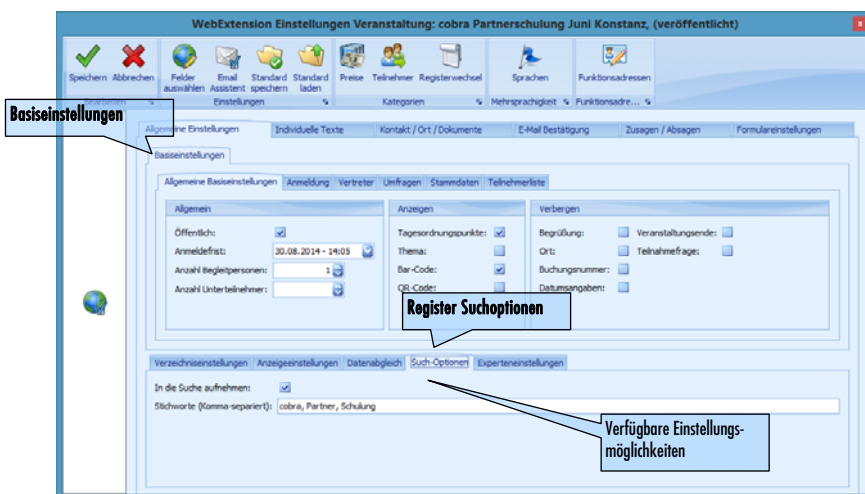 WebExtension Einstellungen Veranstaltung: cobra Partnerschulung Juni Konstanz, (veröffentlicht)
Speichern Abbrechen Felder auswählen Email Assistent Standard speichern Standard laden Preise Teilnehmer Registerwechsel Sprachen Funktionsadressen
Bearbeiten Einstellungen Kategorien Mehrsprachigkeit Funktionsadre...
Basiseinstellungen
Allgemeine Einstellungen Individuelle Texte Kontakt / Ort / Dokumente E-Mail Bestätigung Zusagen / Absagen Formulareinstellungen
Basiseinstellungen
Allgemeine Basiseinstellungen Anmeldung Vertreter Umfragen Stammdaten Teilnehmerliste
Allgemein
Öffentlich:
Anmeldefrist: 30.08.2014 - 14:05
Anzahl Begleitpersonen: 1
Anzahl Unterteilnehmer:
Anzeigen
Tagesordnungspunkte:
Thema:
Bar-Code:
QR-Code:
Verbergen
Begrüßung: Veranstaltungsende:
Ort: Teilnahmefrage:
Buchungsnummer:
Datumsangaben:
Register Suchoptionen
Verzeichniseinstellungen Anzeigeeinstellungen Datenabgleich Such-Optionen Experteneinstellungen
In die Suche aufnehmen:
Stichworte (Komma-separiert): cobra, Partner, Schulung
Verfügbare Einstellungs-
möglichkeiten